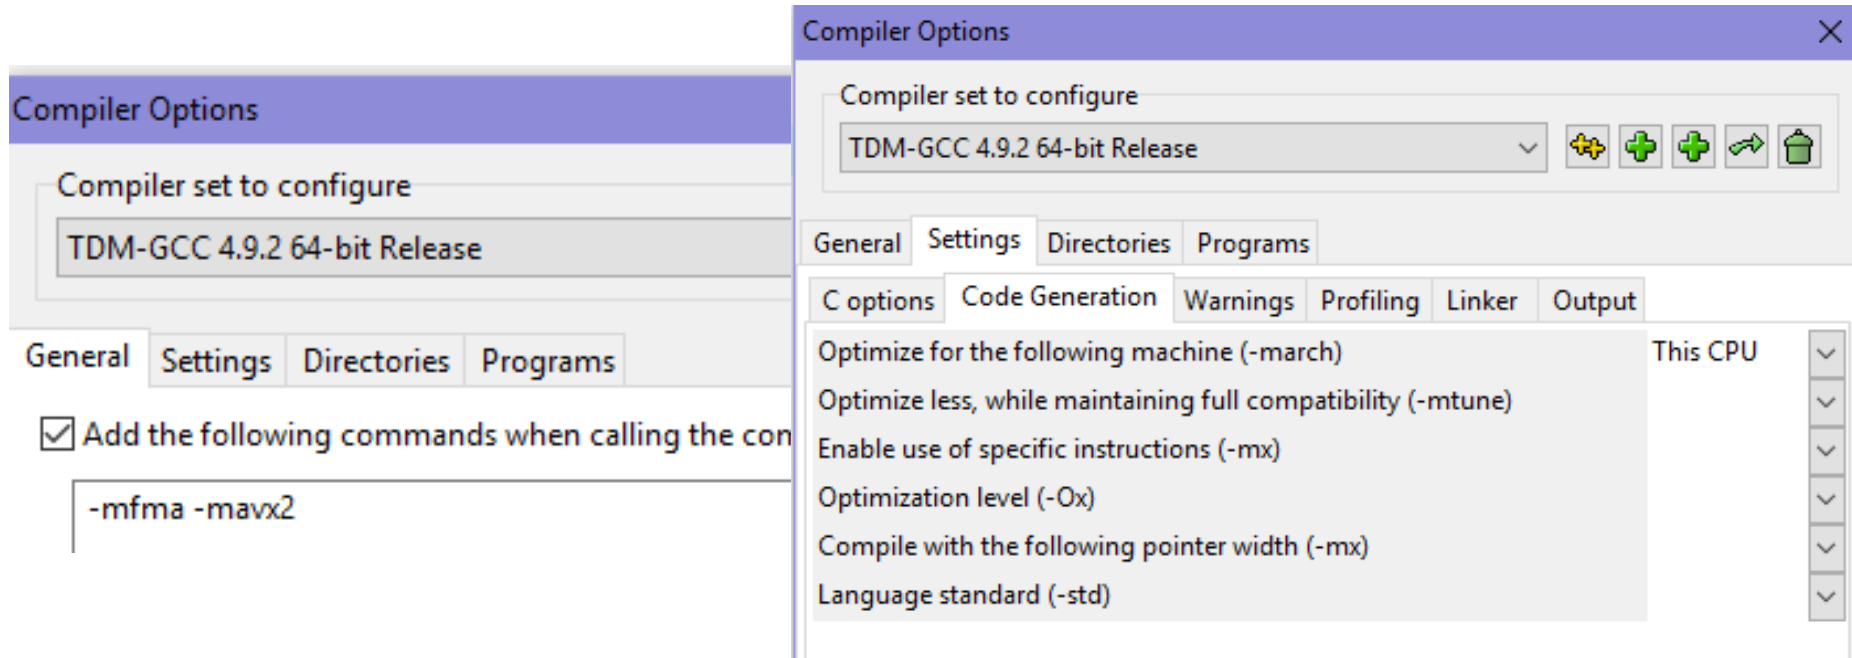 Compiler Options
Compiler set to configure
TDM-GCC 4.9.2 64-bit Release
General Settings Directories Programs
Add the following commands when calling the con
-mfma -mavx2
Compiler Options
Compiler set to configure
TDM-GCC 4.9.2 64-bit Release
General Settings Directories Programs
C options Code Generation Warnings Profiling Linker Output
Optimize for the following machine (-march) This CPU
Optimize less, while maintaining full compatibility (-mtune)
Enable use of specific instructions (-mx)
Optimization level (-Ox)
Compile with the following pointer width (-mx)
Language standard (-std)